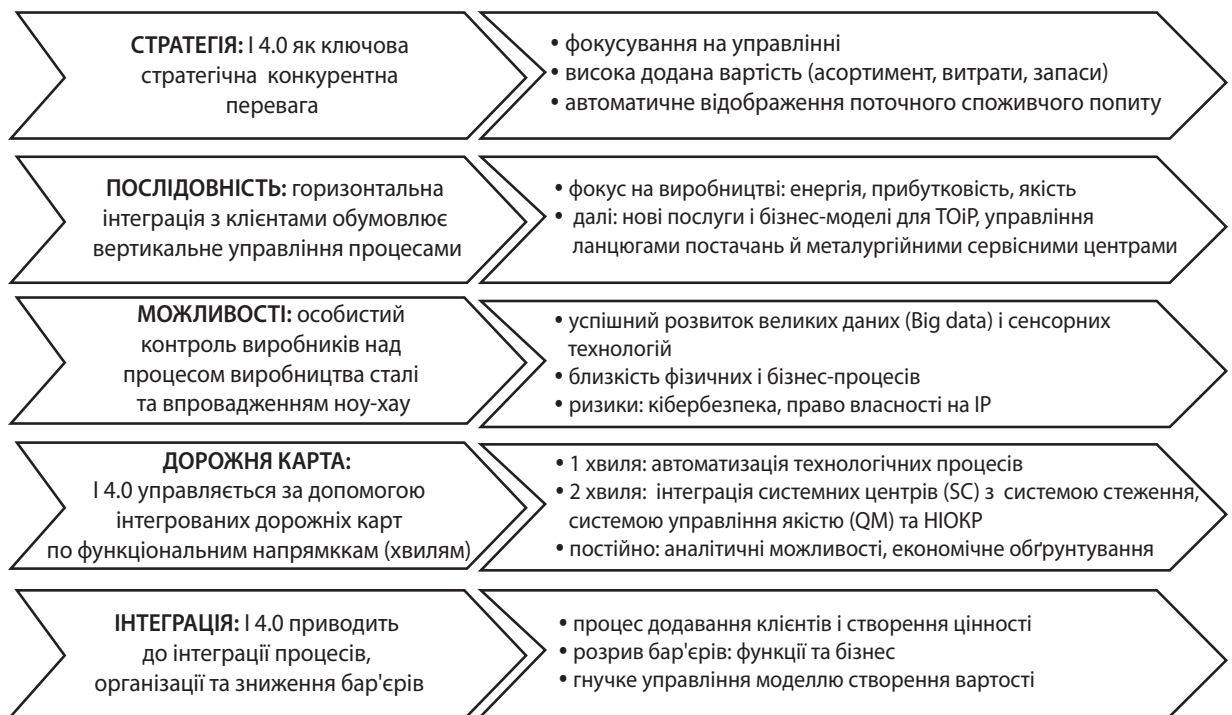 СТРАТЕГІЯ: І 4.0 як ключова
стратегічна конкурентна
перевага
• фокусування на управлінні
• висока додана вартість (асортимент, витрати, запаси)
• автоматичне відображення поточного споживчого попиту
ПОСЛІДОВНІСТЬ: горизонтальна
інтеграція з клієнтами обумовлює
вертикальне управління процесами
• фокус на виробництві: енергія, прибутковість, якість
• далі: нові послуги і бізнес-моделі для ТОіР, управління
ланцюгами постачань й металургійними сервісними центрами
МОЖЛИВОСТІ: особистий
контроль виробників над
процесом виробництва сталі
та впровадженням ноу-хау
• успішний розвиток великих даних (Big data) і сенсорних
технологій
• близкість фізичних і бізнес-процесів
• ризики: кібербезпека, право власності на ІР
ДОРОЖНЯ КАРТА:
І 4.0 управляється за допомогою
інтегрованих дорожніх карт
по функціональним напрямккам (хвилям)
• 1 хвиля: автоматизація технологічних процесів
• 2 хвиля: інтеграція системних центрів (SC) з системою стеження,
системою управління якістю (QM) та НІОКР
• постійно: аналітичні можливості, економічне обґрунтування
ІНТЕГРАЦІЯ: І 4.0 приводить
до інтеграції процесів,
організації та зниження бар'єрів
• процес додавання клієнтів і створення цінності
• розрив бар'єрів: функції та бізнес
• гнучке управління моделлю створення вартості